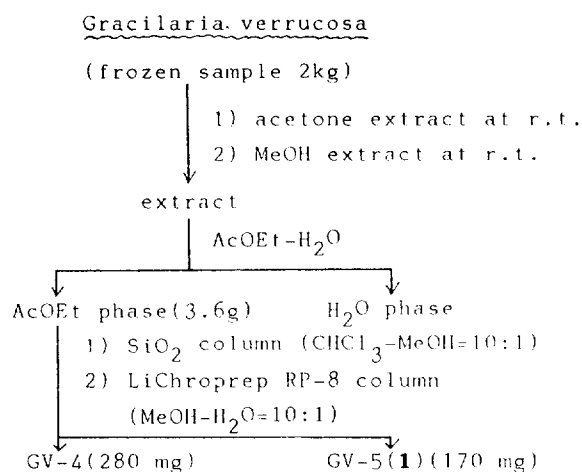 Gracilaria verrucosa
(frozen sample 2kg)
1) acetone extract at r.t.
2) MeOH extract at r.t.
extract
AcOEt-H₂O
AcOEt phase(3.6g) H₂O phase
1) SiO₂ column (CHCl₃-MeOH=10:1)
2) LiChroprep RP-8 column
(MeOH-H₂O=10:1)
GV-4(280 mg) GV-5(1)(170 mg)